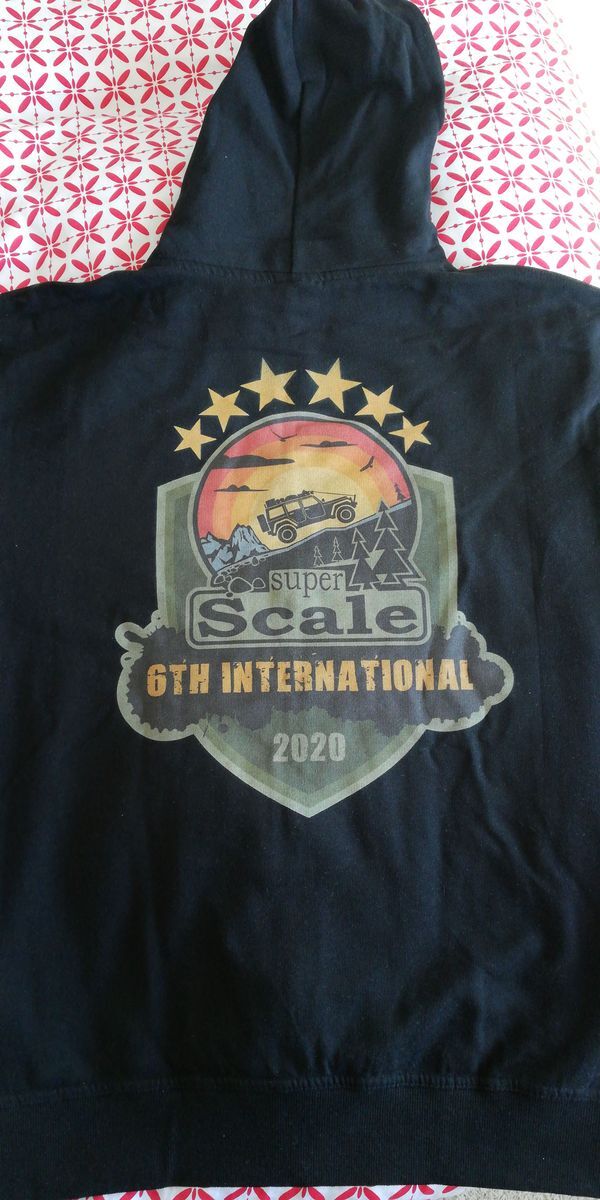 super
Scale
6TH INTERNATIONAL
2020